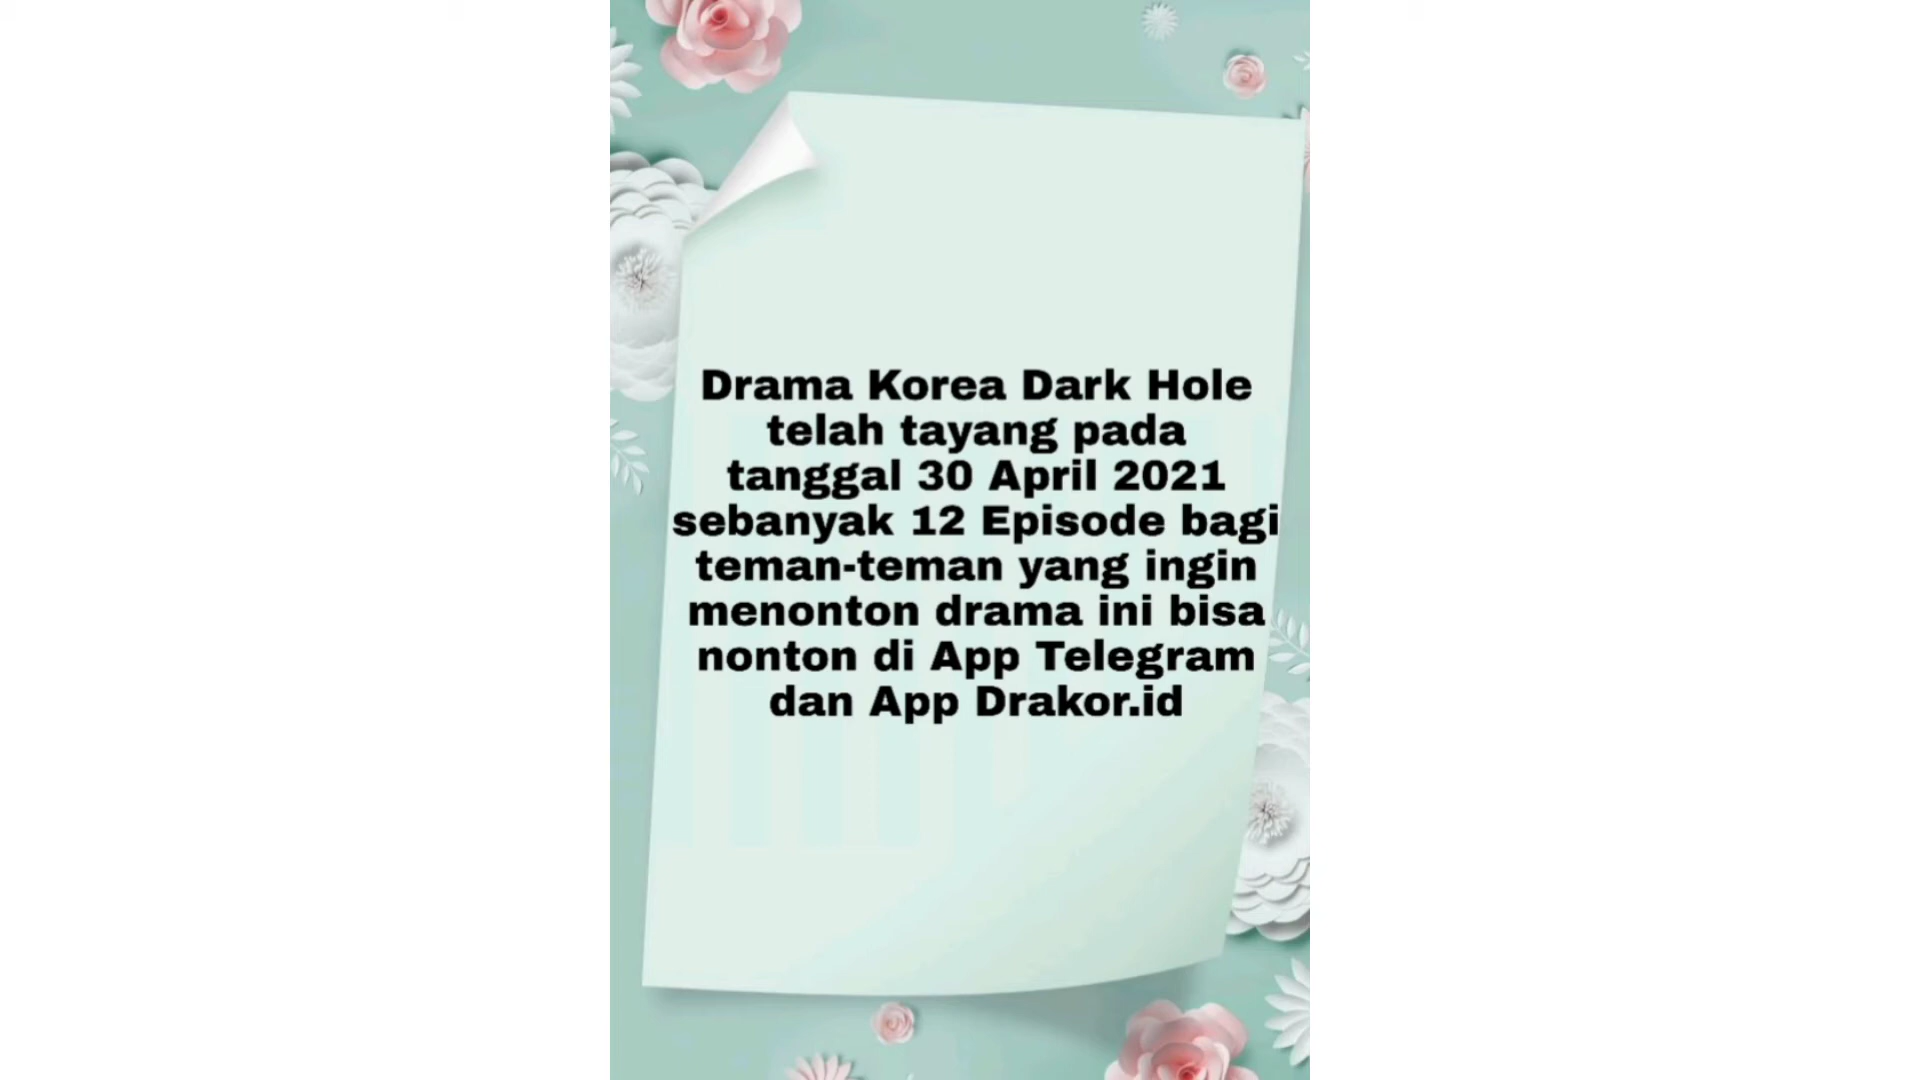 Drama Korea Dark Hole
telah tayang pada
tanggal 30 April 2021
sebanyak 12 Episode bagi
teman-teman yang ingin
menonton drama ini bisa
nonton di App Telegram
dan App Drakor.id